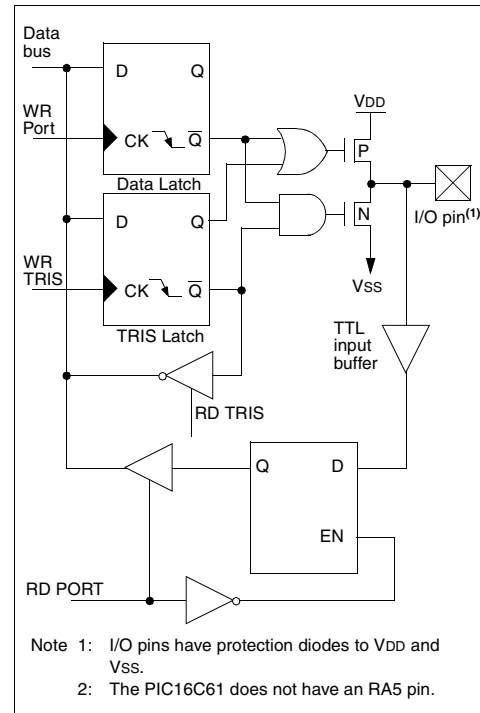 Data
bus
D Q
VDD
WR
Port
CK Q
P
Data Latch
N
I/O pin(1)
D Q
WR
TRIS
CK Q
VSS
TRIS Latch
TTL
input
buffer
RD TRIS
Q D
EN
RD PORT
Note 1: I/O pins have protection diodes to VDD and
VSS.
2: The PIC16C61 does not have an RA5 pin.